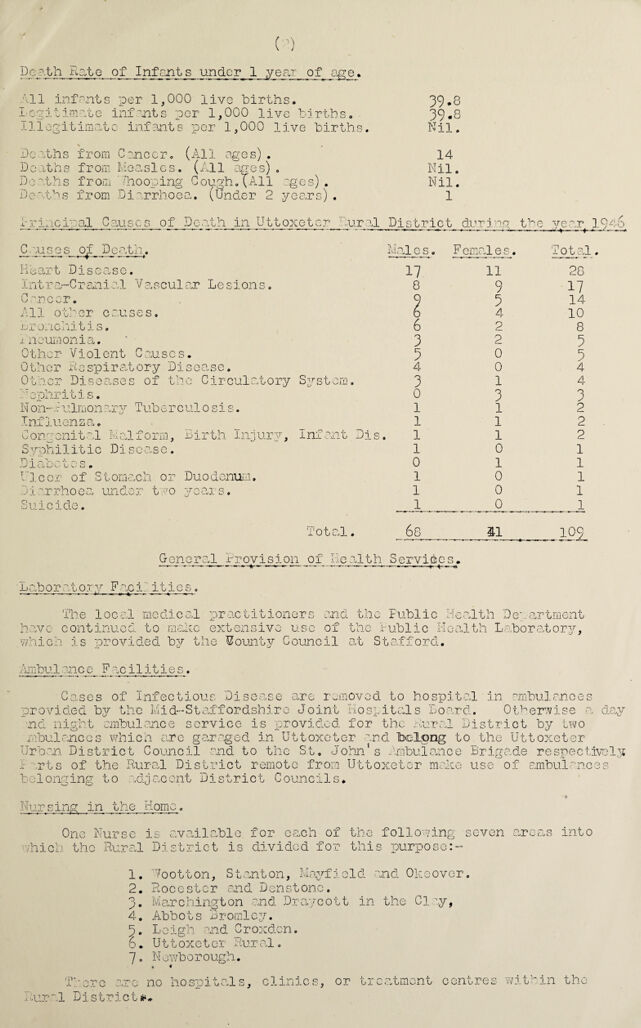 (2)
Death Rate of Infants under 1 year of age.
All infants per 1,000 live births. 39.8
Legitimate infants per 1,000 live births. 39.8
Illegitimate infants per 1,000 live births. Nil.
Deaths from Cancer. (All ages). 14
Deaths from Measles. (All ages). Nil.
Deaths from Whooping Cough.(All ages). Nil.
Deaths from Diarrhoea. (Under 2 years). 1
Principal Causes of Death in Uttoxeter Rural District during the year 1946
Causes of Death. Males. Females. Total.
Heart Disease. 17 11 28
Intra-Cranial Vascular Lesions. 8 9 17
Cancer. 9 5 14
All other causes. 6 4 10
Bronchitis. 6 2 8
Pneumonia. 3 2 5
Other Violent Causes. 5 0 5
Other Respiratory Disease. 4 0 4
Other Diseases of the Circulatory System. 3 1 4
Nephritis. 0 3 3
Non-Pulmonary Tuberculosis. 1 1 2
Influenza. 1 1 2
Congenital Malform, Birth Injury, Infant Dis. 1 1 2
Syphilitic Disease. 1 0 1
Diabetes. 0 1 1
Ulcer of Stomach or Duodenum. 1 0 1
Diarrhoea under two years. 1 0 1
Suicide. 1 0 1
Total. 68 41 109
General Provision of Health Services.
Laboratory Facilities.
The local medical practitioners and the Public Health Department
have continued to make extensive use of the Public Health Laboratory,
which is provided by the County Council at Stafford.
Ambulance Facilities.
Cases of Infectious Disease are removed to hospital in ambulances
provided by the Mid-Staffordshire Joint Hospitals Board. Otherwise a day
and night ambulance service is provided for the Rural District by two
ambulances which are garaged in Uttoxeter and belong to the Uttoxeter
Urban District Council and to the St. John's Ambulance Brigade respectively
Parts of the Rural District remote from Uttoxeter make use of ambulances
belonging to adjacent District Councils.
Nursing in the Home.
One Nurse is available for each of the following seven areas into
which the Rural District is divided for this purpose:-
1. Wootton, Stanton, Mayfield and Okeover.
2. Rocester and Denstone.
3. Marchington and Draycott in the Clay,
4. Abbots Bromley.
5. Leigh and Croxden.
6. Uttoxeter Rural.
7. Newborough.
There are no hospitals, clinics, or treatment centres within the
Rural District.